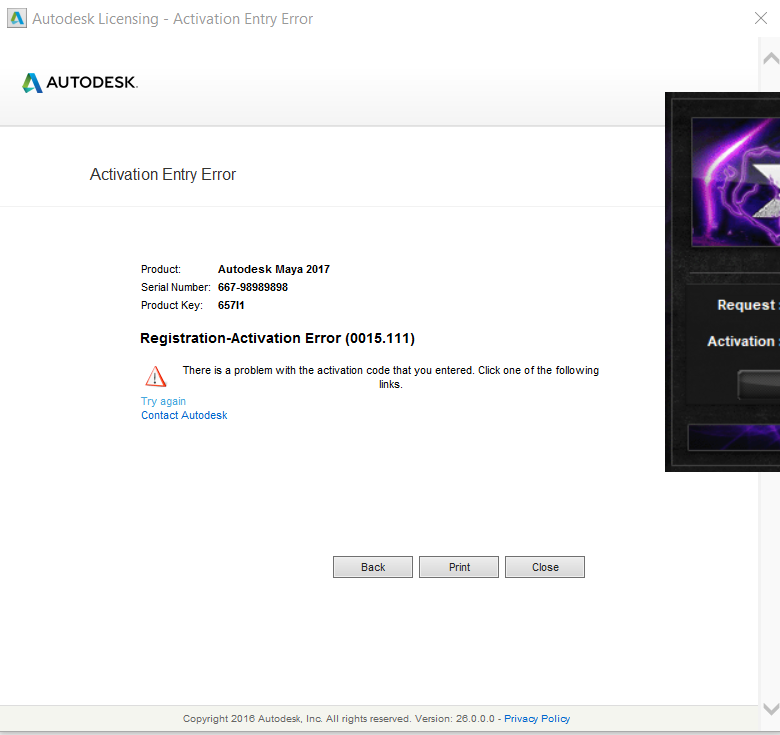 Autodesk Licensing - Activation Entry Error
AUTODESK.
Activation Entry Error
Product: Autodesk Maya 2017
Serial Number: 667-98989898
Product Key: 657I1
Registration-Activation Error (0015.111)
There is a problem with the activation code that you entered. Click one of the following
links.
Try again
Contact Autodesk
Request :
Activation :
Back Print Close
Copyright 2016 Autodesk, Inc. All rights reserved. Version: 26.0.0.0 - Privacy Policy